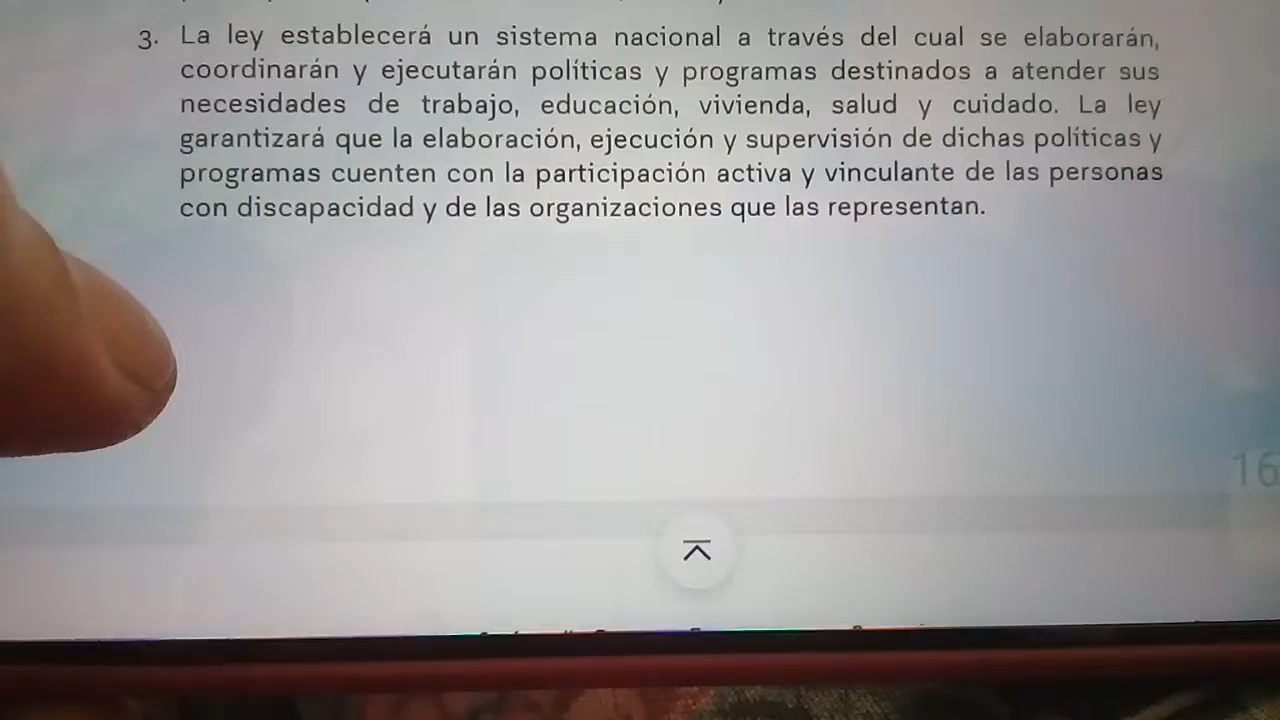 3. La ley establecerá un sistema nacional a través del cual se elaborarán,
coordinarán y ejecutarán políticas y programas destinados a atender sus
necesidades de trabajo, educación, vivienda, salud y cuidado. La ley
garantizará que la elaboración, ejecución y supervisión de dichas políticas y
programas cuenten con la participación activa y vinculante de las personas
con discapacidad y de las organizaciones que las representan.
16